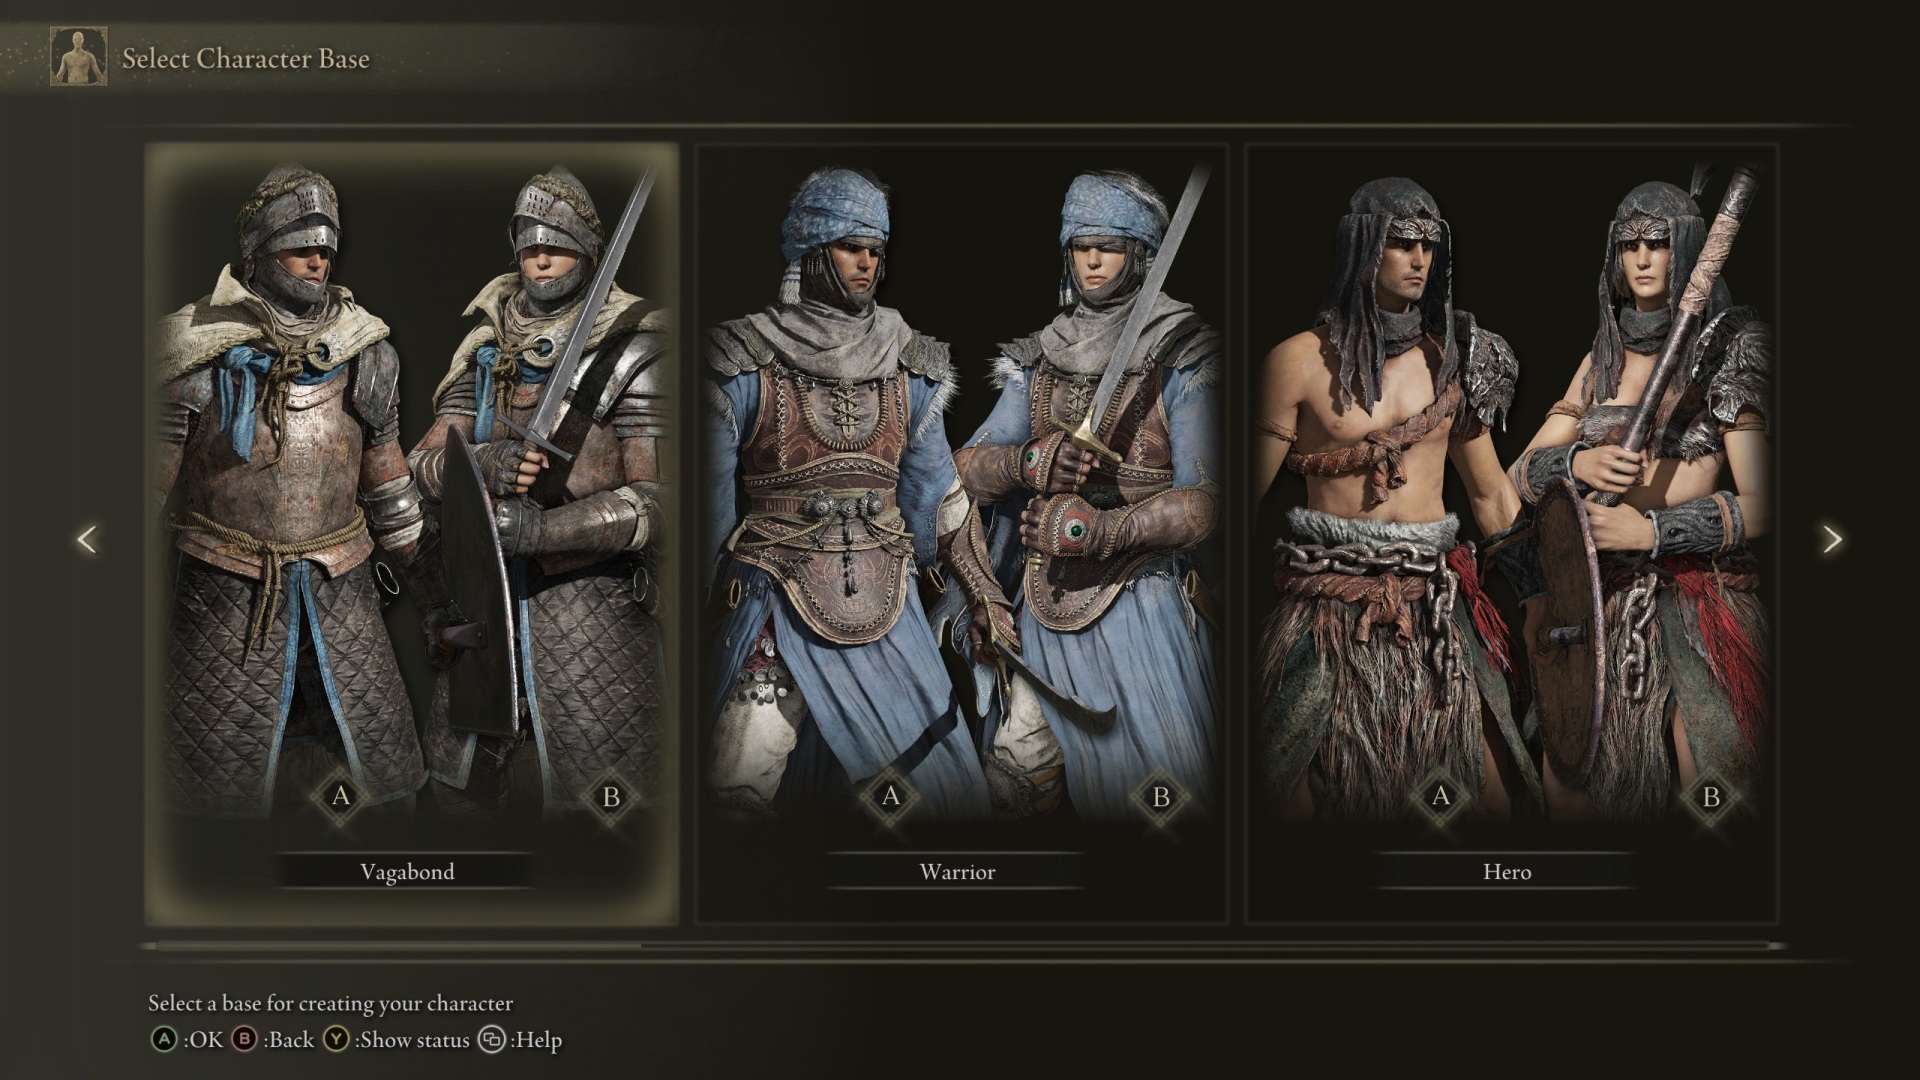 Select Character Base
A B
A B
A B
Vagabond
Warrior
Hero
Select a base for creating your character
A :OK B :Back Y :Show status :Help